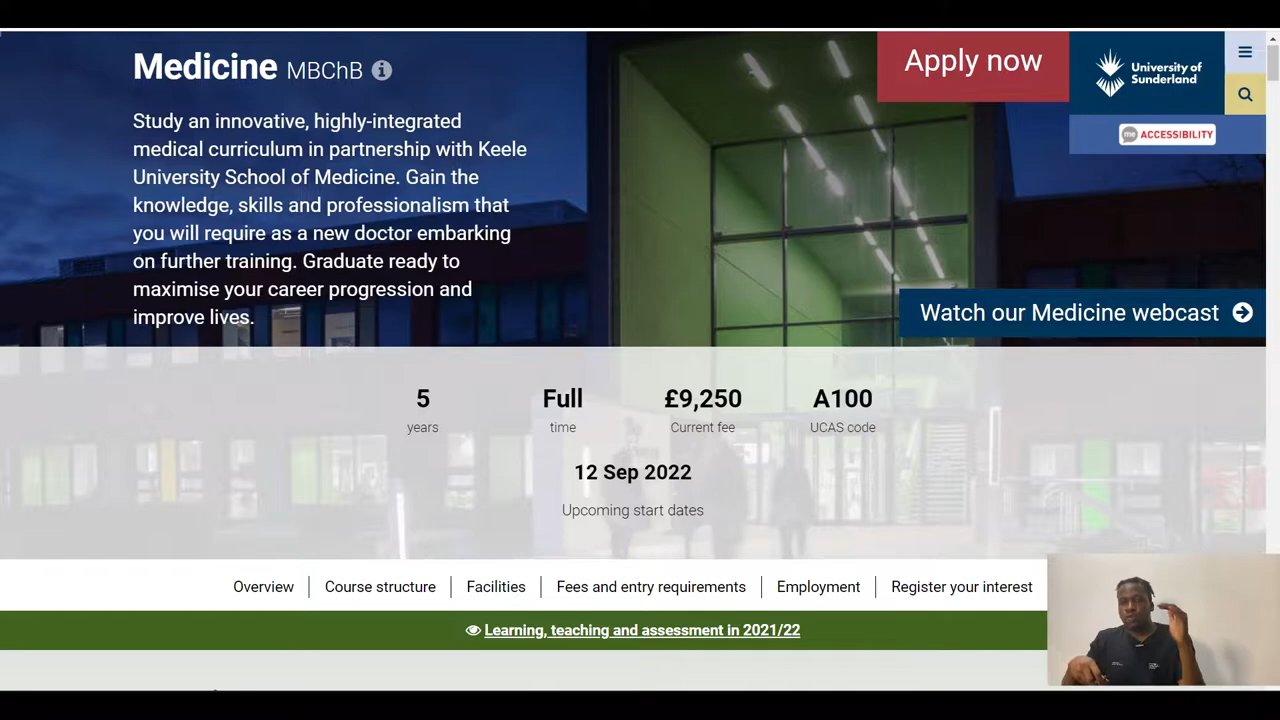 Medicine MBChB
Study an innovative, highly-integrated
medical curriculum in partnership with Keele
University School of Medicine. Gain the
knowledge, skills and professionalism that
you will require as a new doctor embarking
on further training. Graduate ready to
maximise your career progression and
improve lives.
Apply now
University of
Sunderland
me ACCESSIBILITY
Watch our Medicine webcast
5
years
Full
time
£9,250
Current fee
A100
UCAS code
12 Sep 2022
Upcoming start dates
Overview
Course structure
Facilities
Fees and entry requirements
Employment
Register your interest
Learning, teaching and assessment in 2021/22